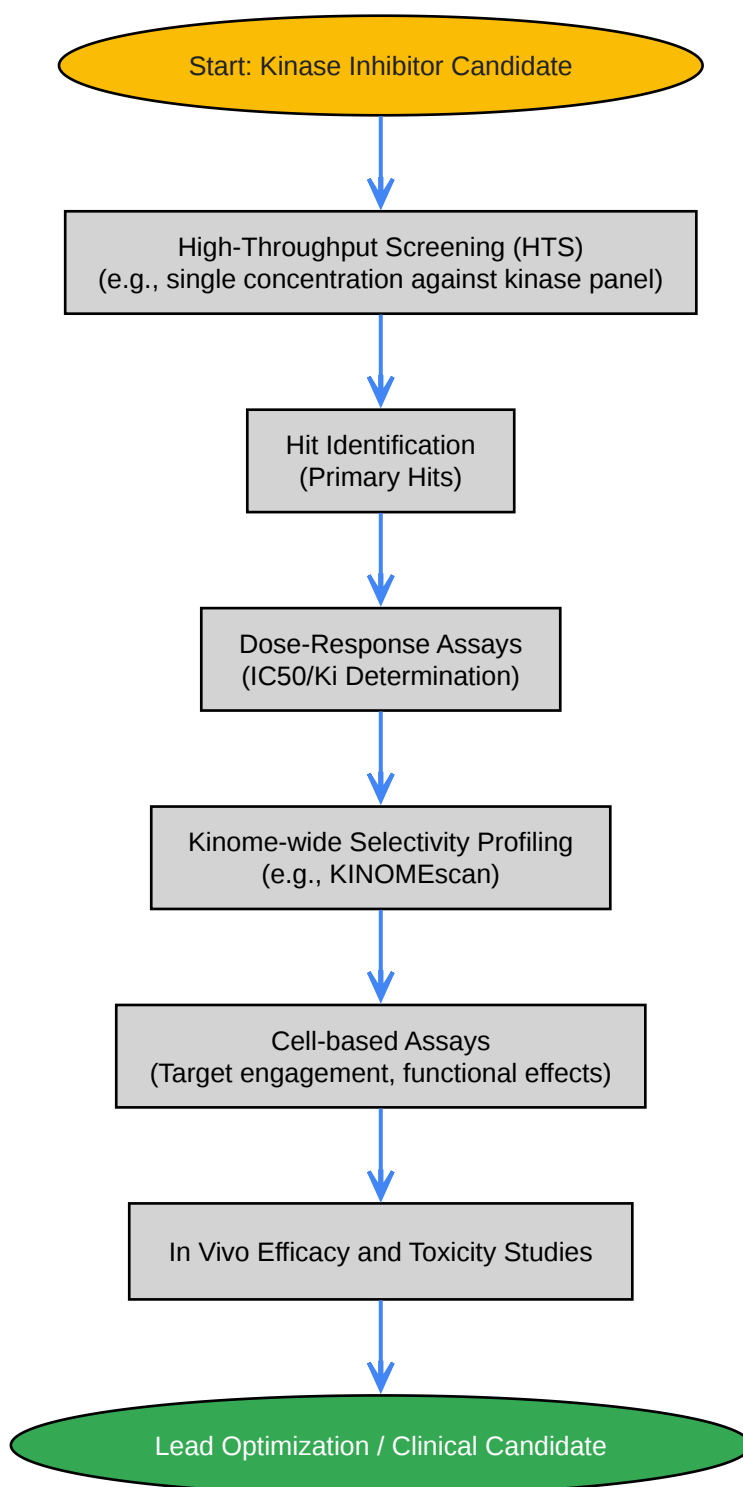 Start: Kinase Inhibitor Candidate
High-Throughput Screening (HTS)
(e.g., single concentration against kinase panel)
Hit Identification
(Primary Hits)
Dose-Response Assays
(IC50/Ki Determination)
Kinome-wide Selectivity Profiling
(e.g., KINOMEscan)
Cell-based Assays
(Target engagement, functional effects)
In Vivo Efficacy and Toxicity Studies
Lead Optimization / Clinical Candidate